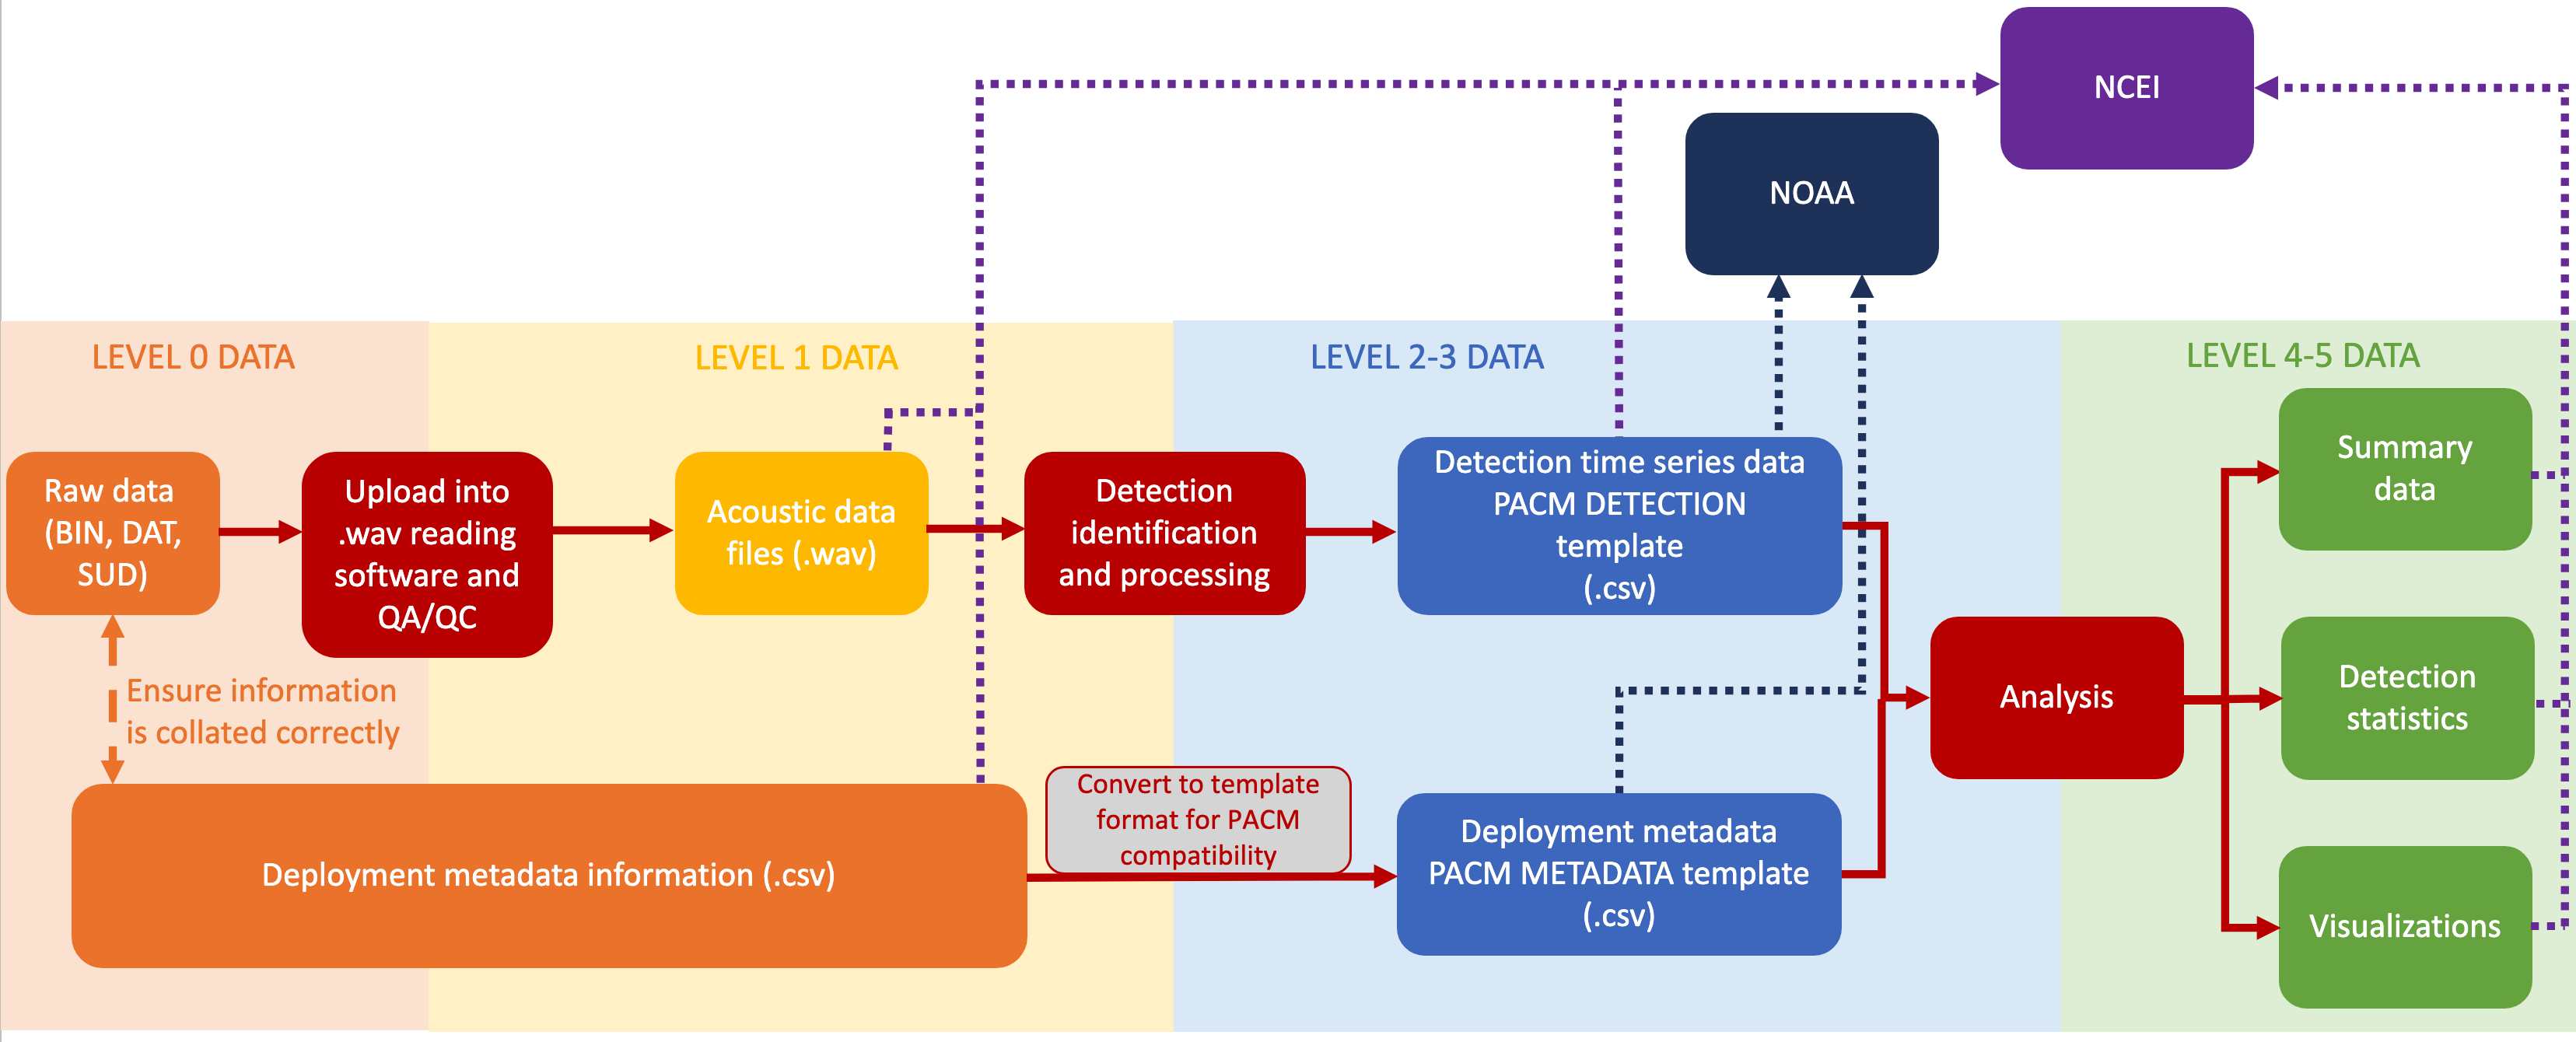 NCEI
NOAA
LEVEL 0 DATA
LEVEL 1 DATA
LEVEL 2-3 DATA
LEVEL 4-5 DATA
Raw data
(BIN, DAT,
SUD)
Upload into
.wav reading
software and
QA/QC
Acoustic data
files (.wav)
Detection
identification
and processing
Detection time series data
PACM DETECTION
template
(.csv)
Summary
data
Ensure information
is collated correctly
Analysis
Detection
statistics
Deployment metadata information (.csv)
Convert to template
format for PACM
compatibility
Deployment metadata
PACM METADATA template
(.csv)
Visualizations